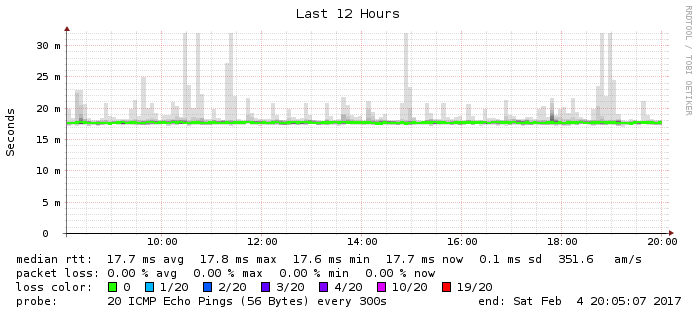 Last 12 Hours
RRDTOOL / TOBI OETIKER
Seconds
30 m
25 m
20 m
15 m
10 m
5 m
0
10:00 12:00 14:00 16:00 18:00 20:00
median rtt: 17.7 ms avg 17.8 ms max 17.6 ms min 17.7 ms now 0.1 ms sd 351.6 am/s
packet loss: 0.00 % avg 0.00 % max 0.00 % min 0.00 % now
loss color: 0 1/20 2/20 3/20 4/20 10/20 19/20
probe: 20 ICMP Echo Pings (56 Bytes) every 300s end: Sat Feb 4 20:05:07 2017